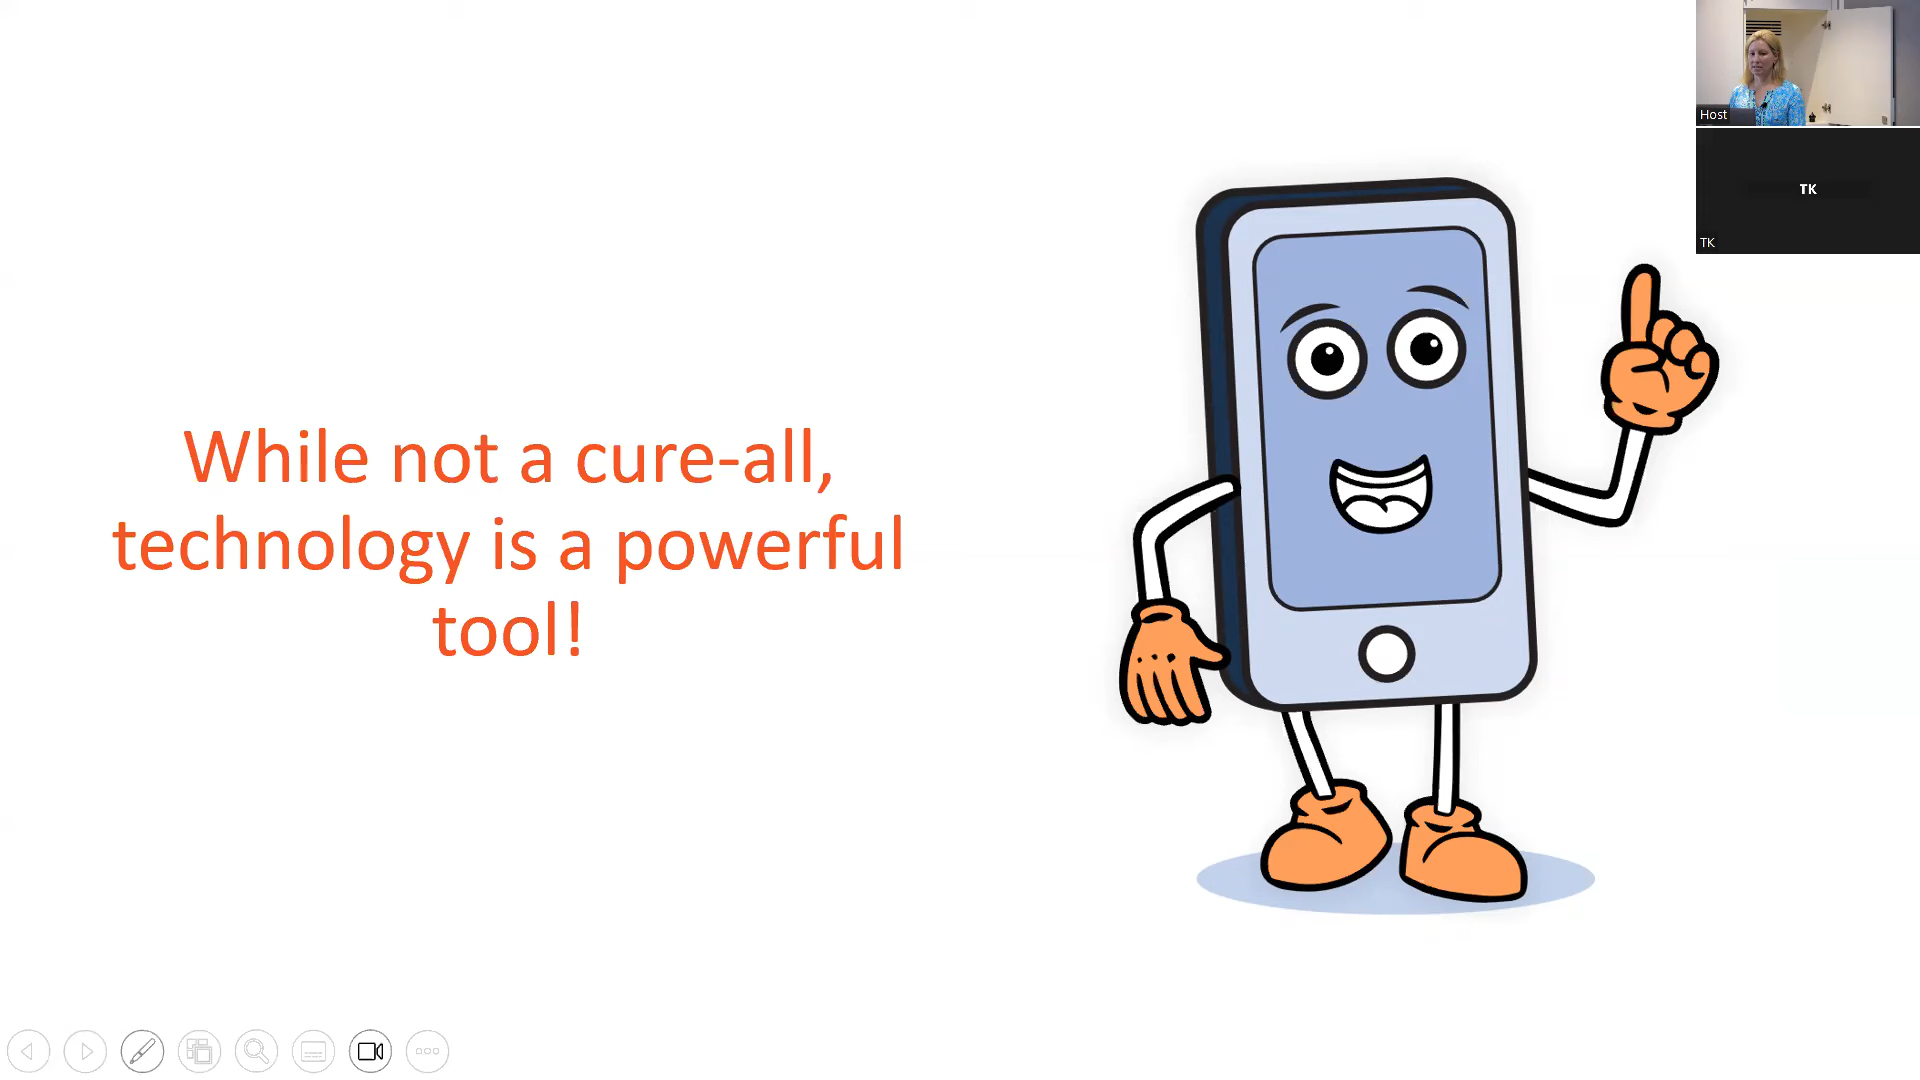 While not a cure-all,
technology is a powerful
tool!
Host
TK
TK